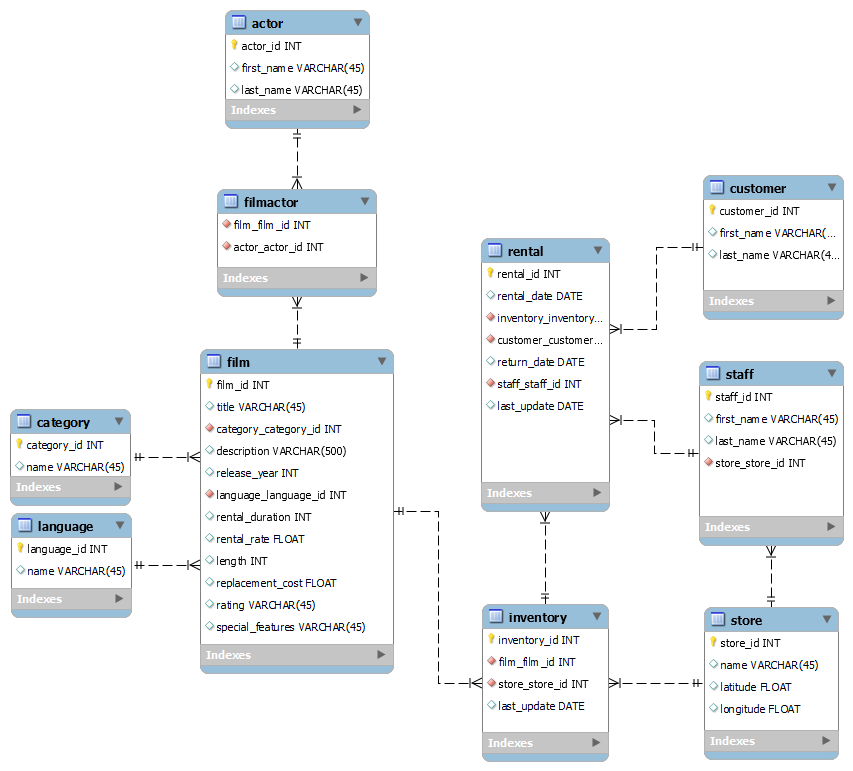 actor
actor_id INT
first_name VARCHAR(45)
last_name VARCHAR(45)
Indexes
filmactor
film_film_id INT
actor_actor_id INT
Indexes
film
film_id INT
title VARCHAR(45)
category_category_id INT
description VARCHAR(500)
release_year INT
language_language_id INT
rental_duration INT
rental_rate FLOAT
length INT
replacement_cost FLOAT
rating VARCHAR(45)
special_features VARCHAR(45)
Indexes
category
category_id INT
name VARCHAR(45)
Indexes
language
language_id INT
name VARCHAR(45)
Indexes
rental
rental_id INT
rental_date DATE
inventory_inventory...
customer_customer...
return_date DATE
staff_staff_id INT
last_update DATE
Indexes
inventory
inventory_id INT
film_film_id INT
store_store_id INT
last_update DATE
Indexes
customer
customer_id INT
first_name VARCHAR(...
last_name VARCHAR(4...
Indexes
staff
staff_id INT
first_name VARCHAR(45)
last_name VARCHAR(45)
store_store_id INT
Indexes
store
store_id INT
name VARCHAR(45)
latitude FLOAT
longitude FLOAT
Indexes